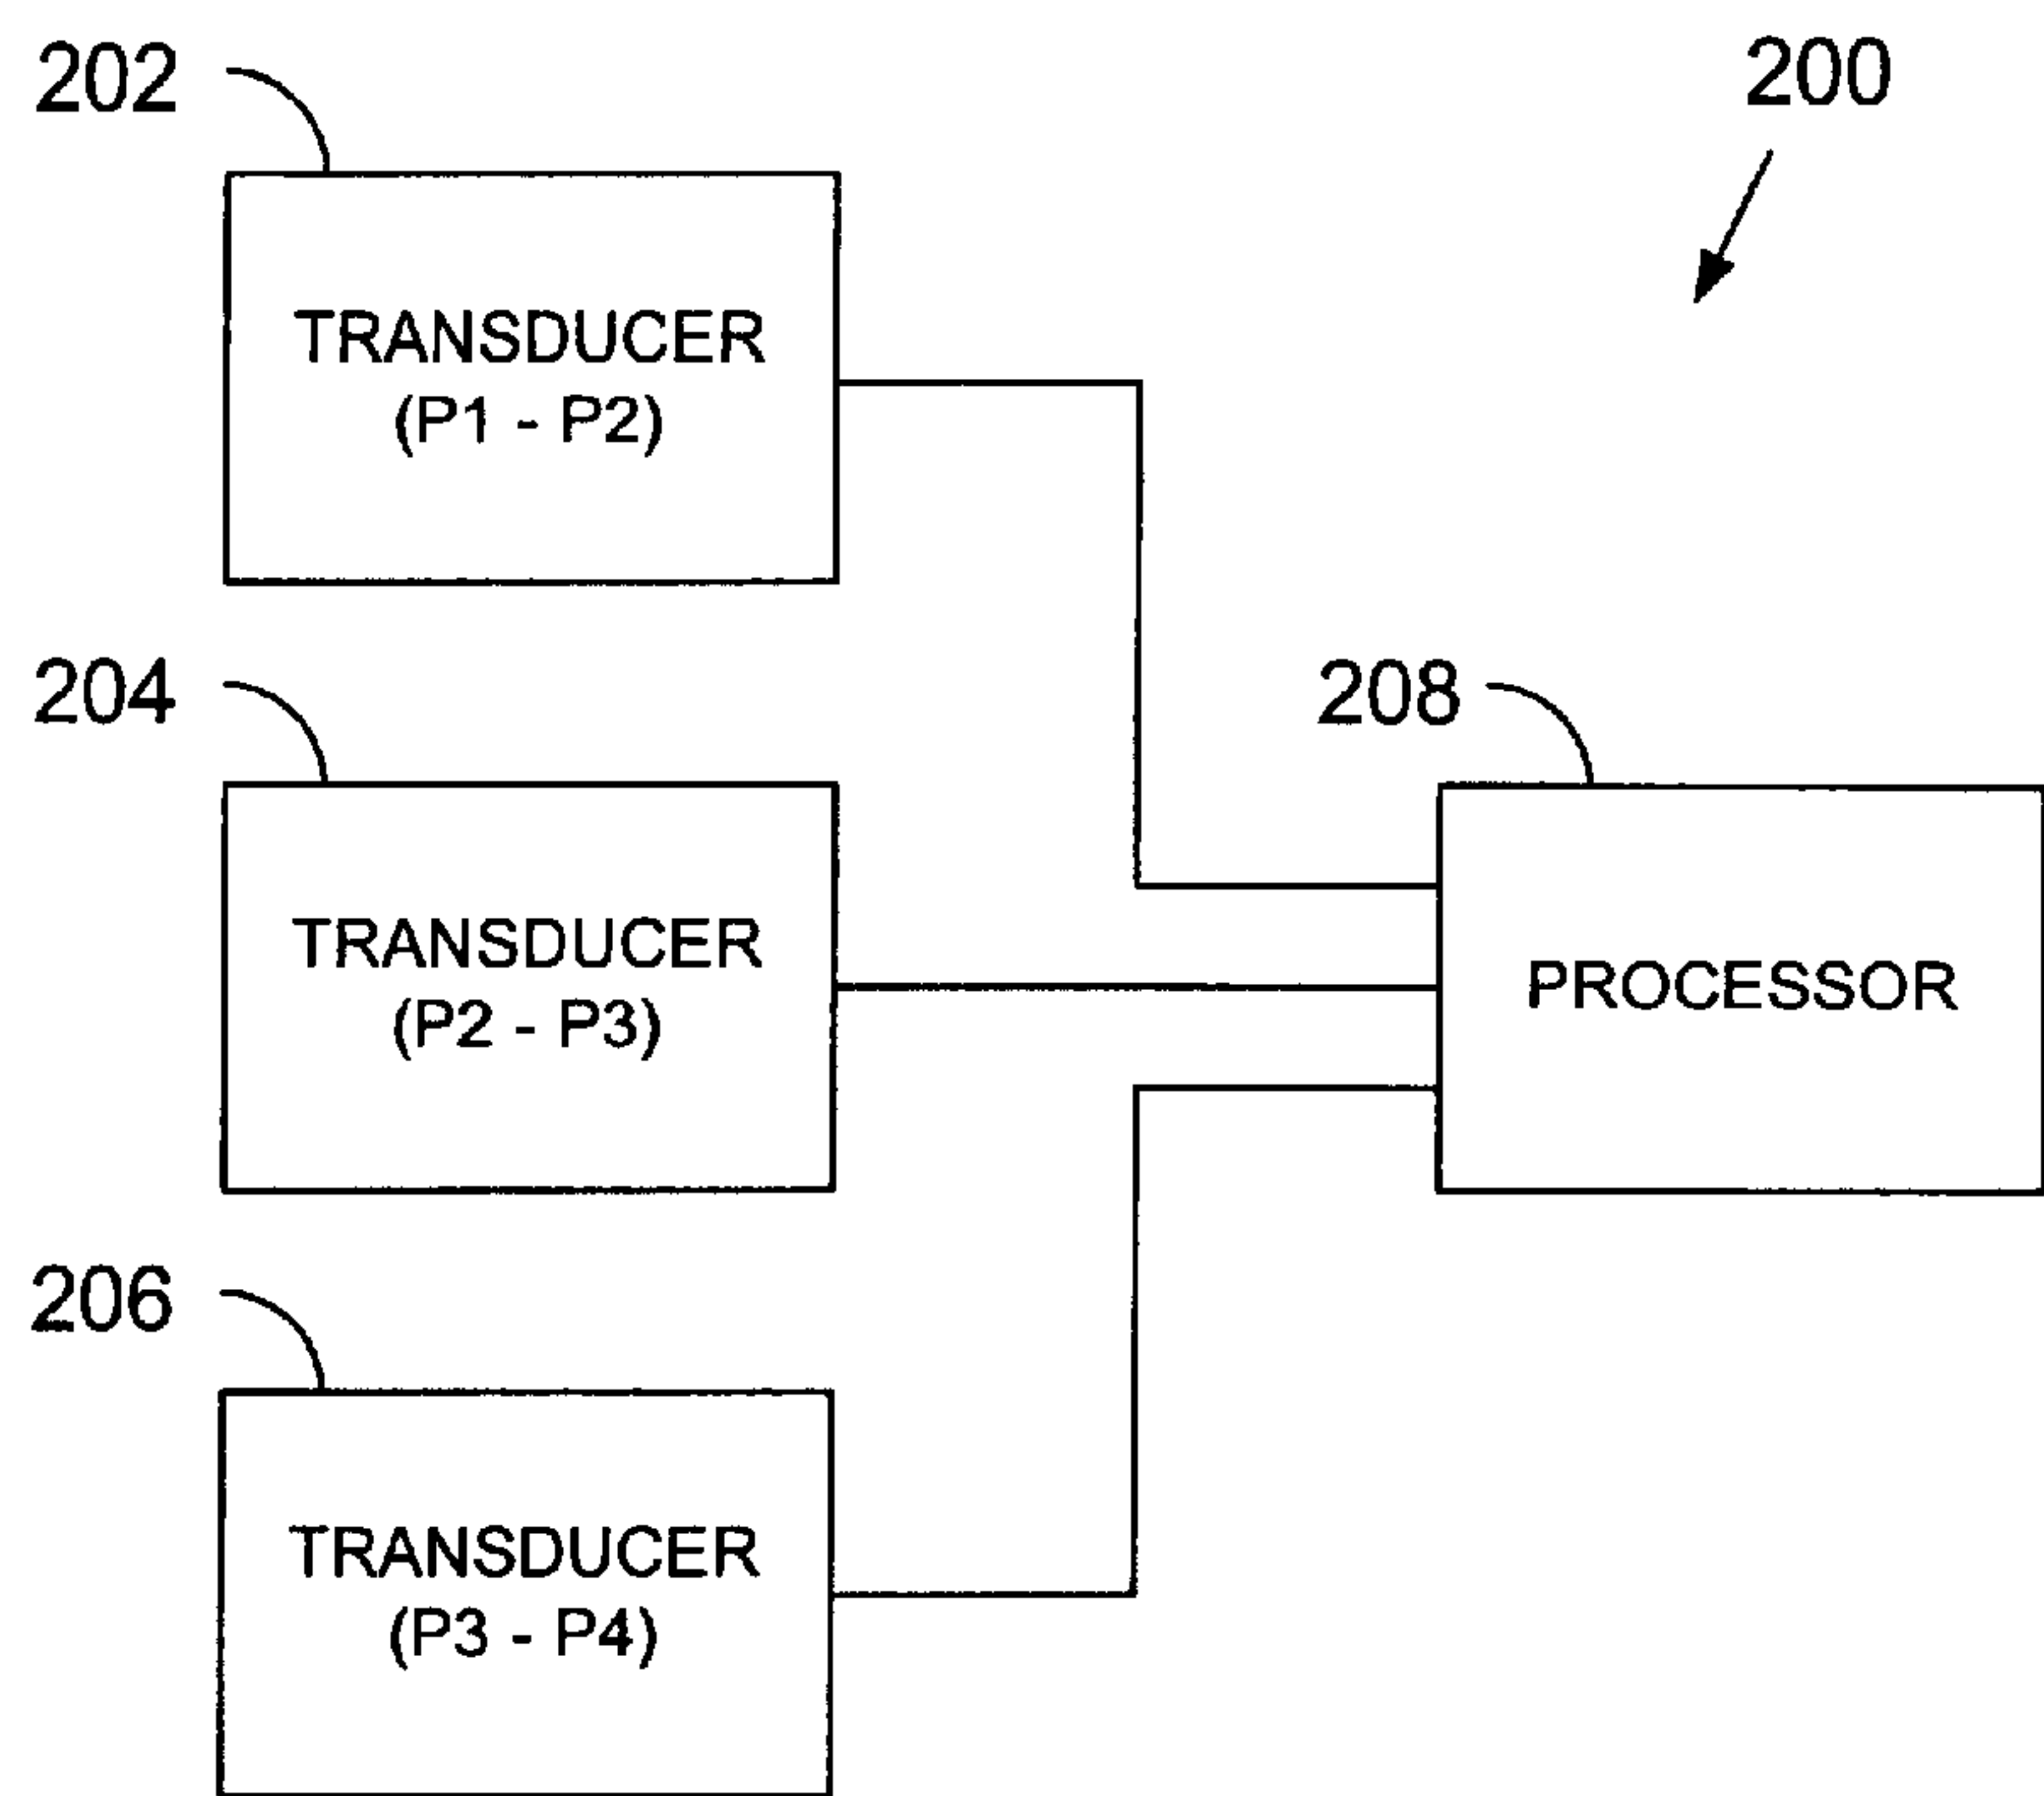 202
200
TRANSDUCER
(P1 - P2)
204
208
TRANSDUCER
(P2 - P3)
PROCESSOR
206
TRANSDUCER
(P3 - P4)